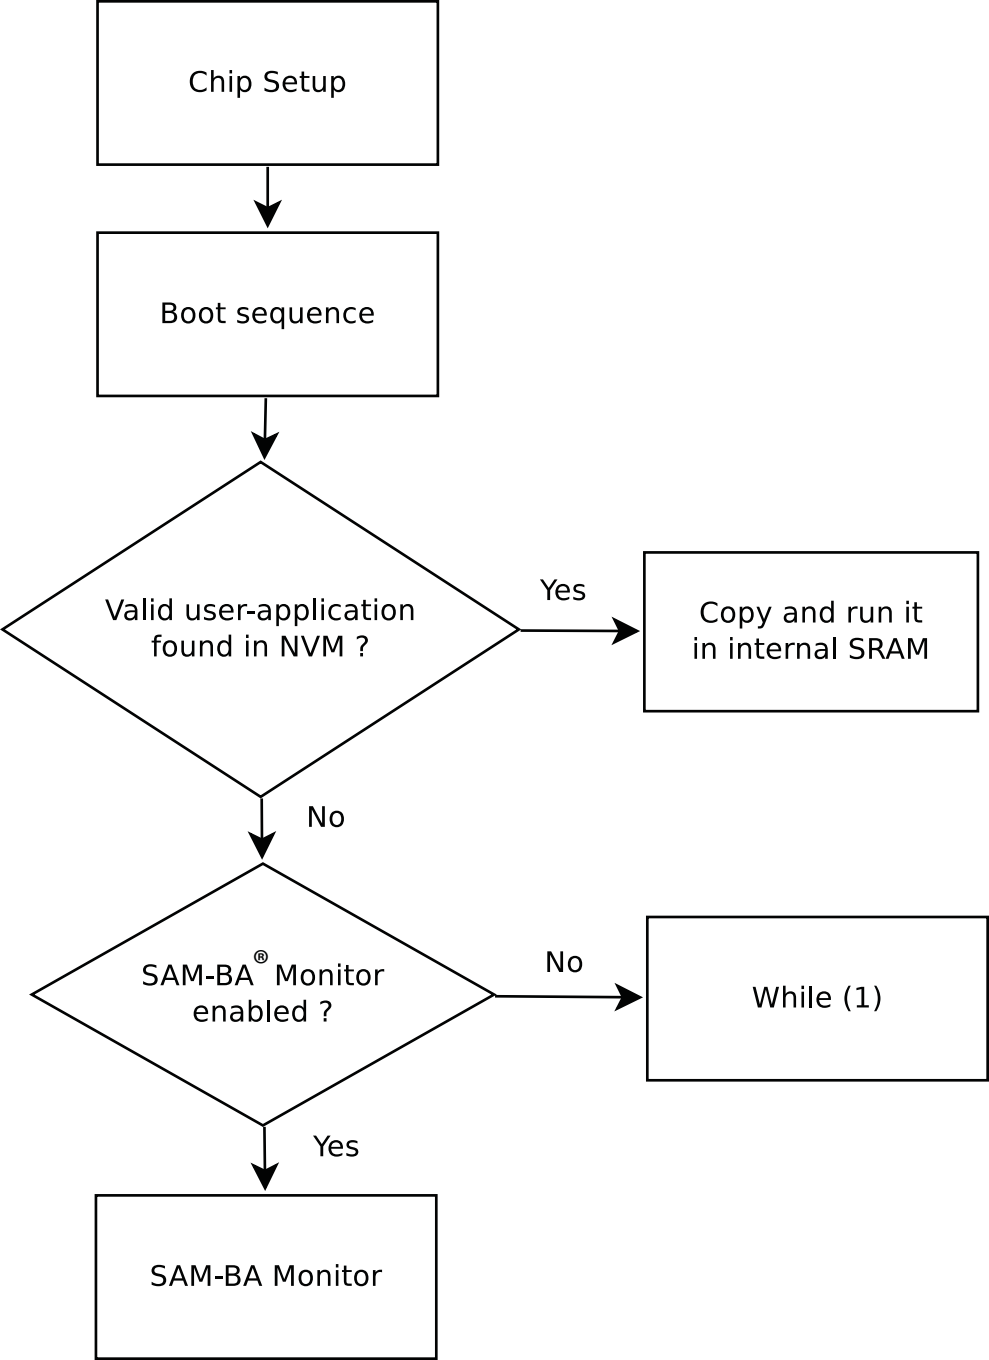 Chip Setup
Boot sequence
Valid user-application
found in NVM ?
Yes
Copy and run it
in internal SRAM
No
SAM-BA® Monitor
enabled ?
No
While (1)
Yes
SAM-BA Monitor